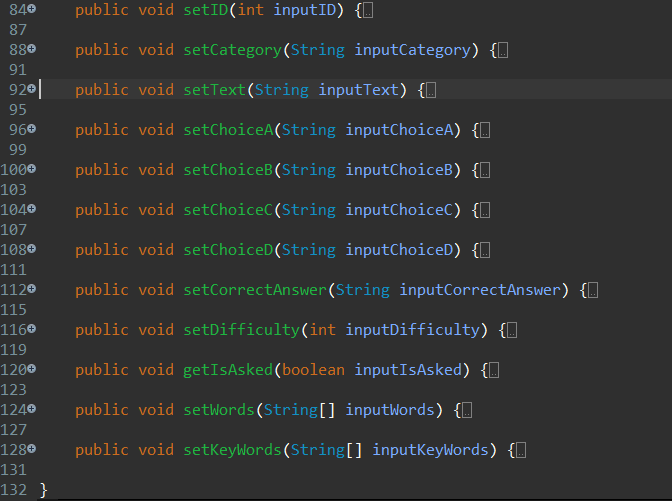 84 public void setID(int inputID) {
87
88 public void setCategory(String inputCategory) {
91
92 public void setText(String inputText) {
95
96 public void setChoiceA(String inputChoiceA) {
99
100 public void setChoiceB(String inputChoiceB) {
103
104 public void setChoiceC(String inputChoiceC) {
107
108 public void setChoiceD(String inputChoiceD) {
111
112 public void setCorrectAnswer(String inputCorrectAnswer) {
115
116 public void setDifficulty(int inputDifficulty) {
119
120 public void getIsAsked(boolean inputIsAsked) {
123
124 public void setWords(String[] inputWords) {
127
128 public void setKeyWords(String[] inputKeyWords) {
131
132 }